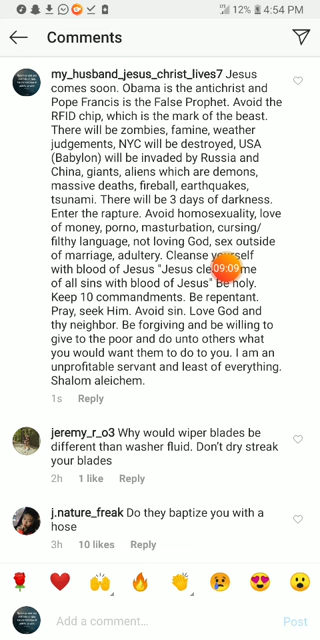 12% 4:54 PM
Comments
my_husband_jesus_christ_lives7 Jesus
comes soon. Obama is the antichrist and
Pope Francis is the False Prophet. Avoid the
RFID chip, which is the mark of the beast.
There will be zombies, famine, weather
judgements, NYC will be destroyed, USA
(Babylon) will be invaded by Russia and
China, giants, aliens which are demons,
massive deaths, fireball, earthquakes,
tsunami. There will be 3 days of darkness.
Enter the rapture. Avoid homosexuality, love
of money, porno, masturbation, cursing/
filthy language, not loving God, sex outside
of marriage, adultery. Cleanse yourself
with blood of Jesus "Jesus cle 09:09 me
of all sins with blood of Jesus" Be holy.
Keep 10 commandments. Be repentant.
Pray, seek Him. Avoid sin. Love God and
thy neighbor. Be forgiving and be willing to
give to the poor and do unto others what
you would want them to do to you. I am an
unprofitable servant and least of everything.
Shalom aleichem.
1s Reply
jeremy_r_o3 Why would wiper blades be
different than washer fluid. Don't dry streak
your blades
2h 1 like Reply
j.nature_freak Do they baptize you with a
hose
3h 10 likes Reply
Add a comment... Post